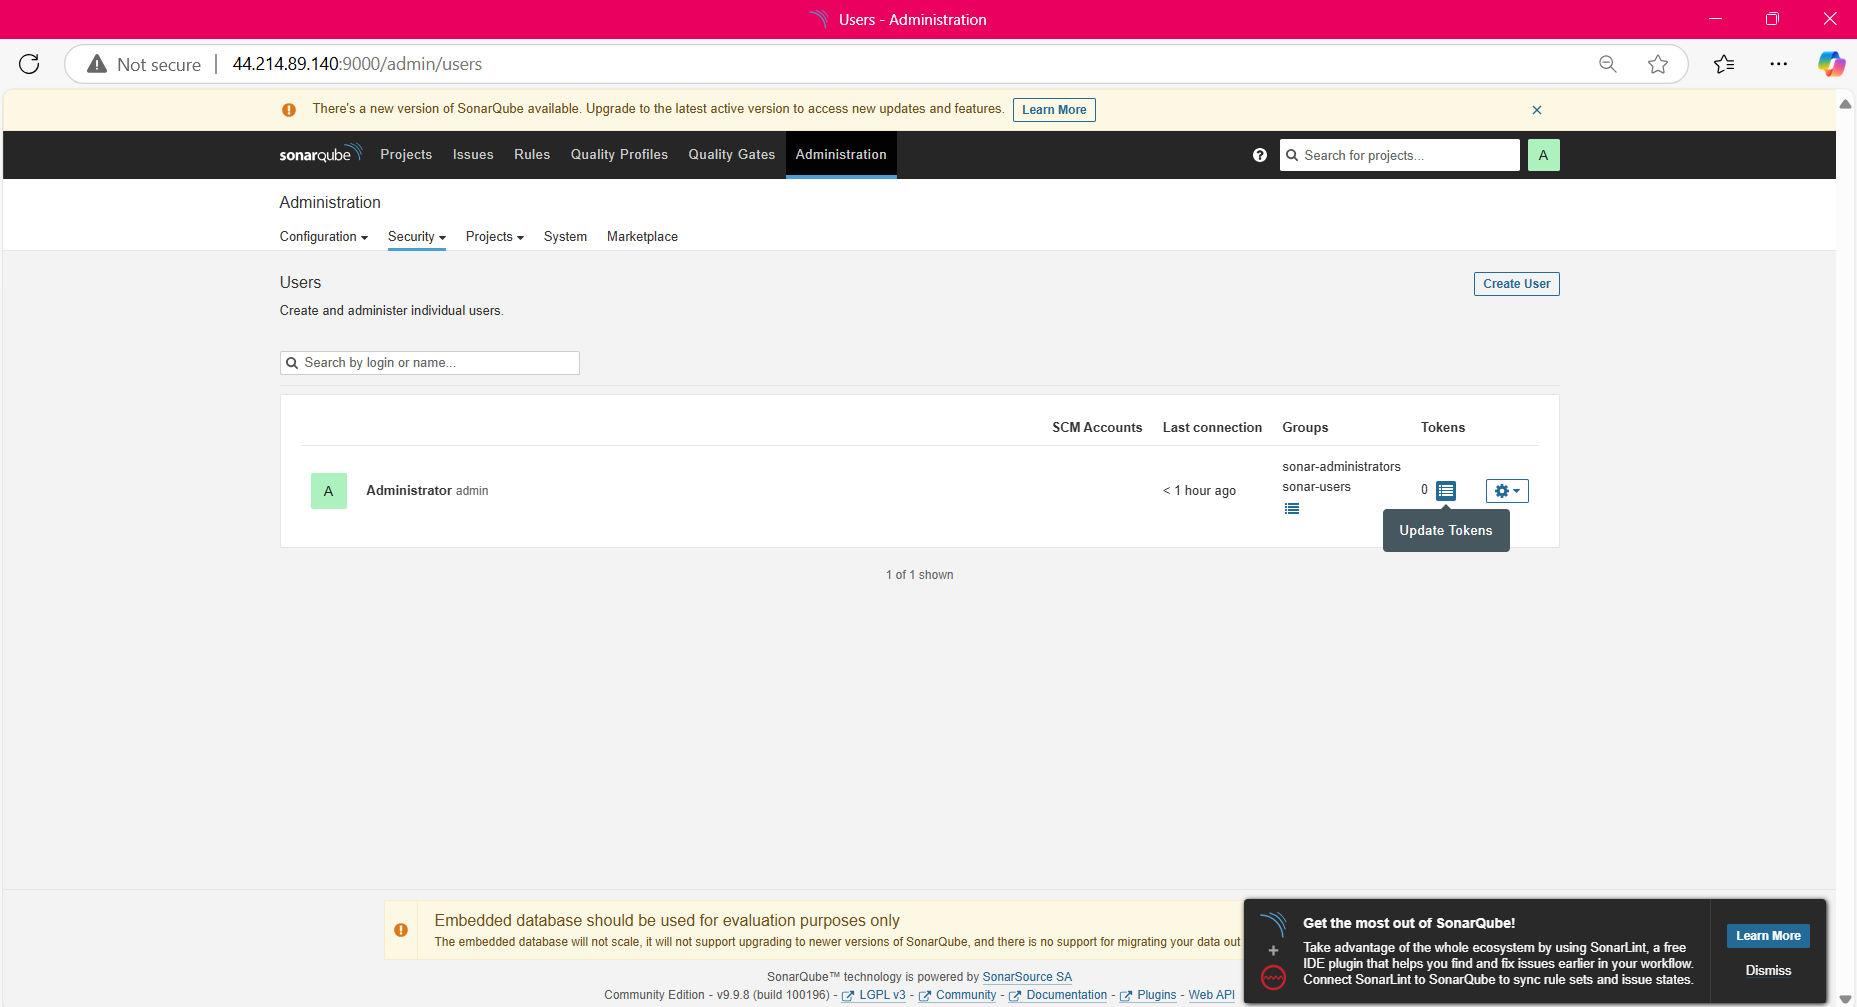 Users - Administration
Not secure 44.214.89.140:9000/admin/users
There's a new version of SonarQube available. Upgrade to the latest active version to access new updates and features. Learn More
sonarqube Projects Issues Rules Quality Profiles Quality Gates Administration ? Search for projects... A
Administration
Configuration Security Projects System Marketplace
Users Create User
Create and administer individual users.
Search by login or name...
SCM Accounts Last connection Groups Tokens
sonar-administrators
A Administrator admin < 1 hour ago sonar-users 0
Update Tokens
1 of 1 shown
Embedded database should be used for evaluation purposes only
The embedded database will not scale, it will not support upgrading to newer versions of SonarQube, and there is no support for migrating your data out
SonarQube™ technology is powered by SonarSource SA
Community Edition - v9.9.8 (build 100196) - LGPL v3 - Community - Documentation - Plugins - Web API
Get the most out of SonarQube!
Take advantage of the whole ecosystem by using SonarLint, a free
IDE plugin that helps you find and fix issues earlier in your workflow.
Connect SonarLint to SonarQube to sync rule sets and issue states.
Learn More
Dismiss